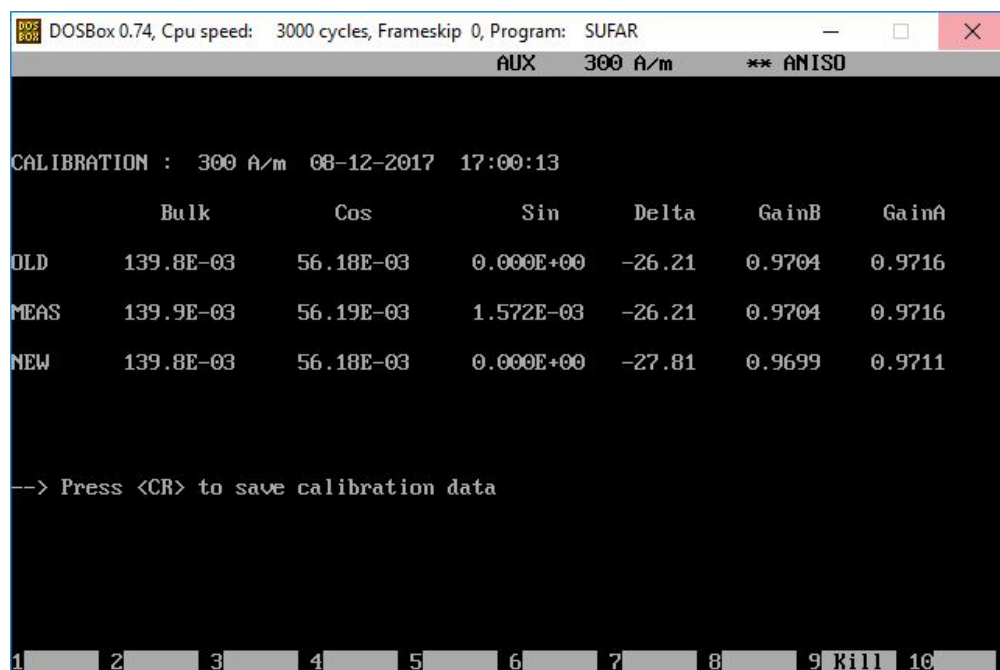 DOS BOX DOSBox 0.74, Cpu speed: 3000 cycles, Frameskip 0, Program: SUFAR
AUX 300 A/m ** ANISO
CALIBRATION : 300 A/m 08-12-2017 17:00:13
Bulk Cos Sin Delta GainB GainA
OLD 139.8E-03 56.18E-03 0.000E+00 -26.21 0.9704 0.9716
MEAS 139.9E-03 56.19E-03 1.572E-03 -26.21 0.9704 0.9716
NEW 139.8E-03 56.18E-03 0.000E+00 -27.81 0.9699 0.9711
--> Press <CR> to save calibration data
1 2 3 4 5 6 7 8 9 Kill 10